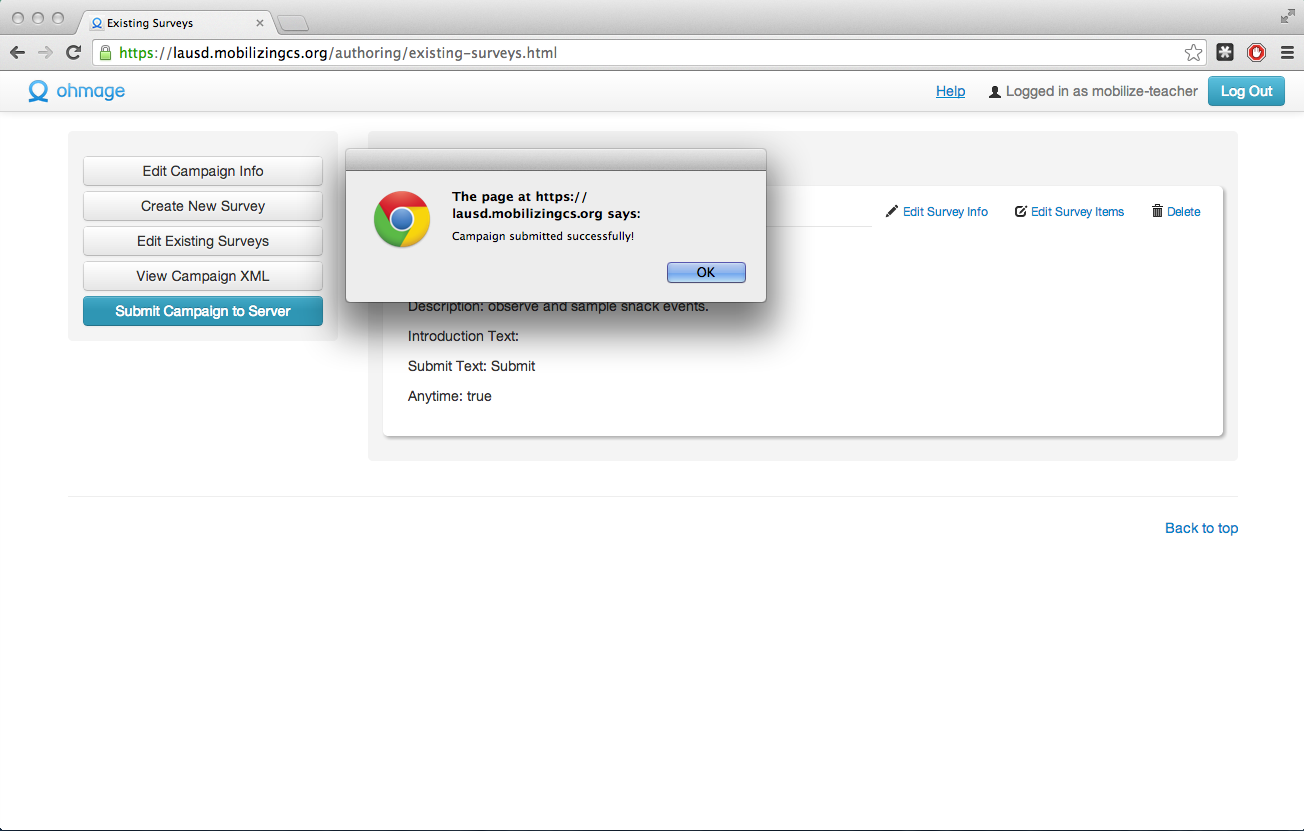 Existing Surveys
https://lausd.mobilizingcs.org/authoring/existing-surveys.html
ohmage
Help
Logged in as mobilize-teacher
Log Out
Edit Campaign Info
Create New Survey
Edit Existing Surveys
View Campaign XML
Submit Campaign to Server
The page at https://
lausd.mobilizingcs.org says:
Campaign submitted successfully!
OK
Edit Survey Info
Edit Survey Items
Delete
Description: observe and sample snack events.
Introduction Text:
Submit Text: Submit
Anytime: true
Back to top